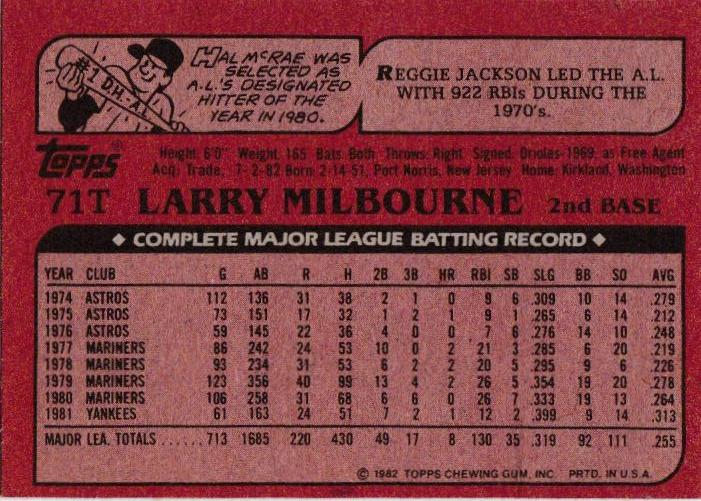 #1 D.H.-A.L.
HAL McRAE WAS
SELECTED AS
A.L.'S DESIGNATED
HITTER OF THE
YEAR IN 1980.
REGGIE JACKSON LED THE A.L.
WITH 922 RBIs DURING THE
1970's.
TOPPS®
Height 6'0" Weight 165 Bats Both Throws Right Signed Orioles-1969 as Free Agent
Acq. Trade, 7-2-82 Born 2-14-51, Port Norris, New Jersey Home Kirkland, Washington
71T LARRY MILBOURNE 2nd BASE
◆ COMPLETE MAJOR LEAGUE BATTING RECORD ◆
YEAR CLUB G AB R H 2B 3B HR RBI SB SLG BB SO AVG
1974 ASTROS 112 136 31 38 2 1 0 9 6 .309 10 14 .279
1975 ASTROS 73 151 17 32 1 2 1 9 1 .265 6 14 .212
1976 ASTROS 59 145 22 36 4 0 0 7 6 .276 14 10 .248
1977 MARINERS 86 242 24 53 10 0 2 21 3 .285 6 20 .219
1978 MARINERS 93 234 31 53 6 2 2 20 5 .295 9 6 .226
1979 MARINERS 123 356 40 99 13 4 2 26 5 .354 19 20 .278
1980 MARINERS 106 258 31 68 6 6 0 26 7 .333 19 13 .264
1981 YANKEES 61 163 24 51 7 2 1 12 2 .399 9 14 .313
MAJOR LEA. TOTALS ...... 713 1685 220 430 49 17 8 130 35 .319 92 111 .255
© 1982 TOPPS CHEWING GUM, INC. PRTD. IN U.S.A.